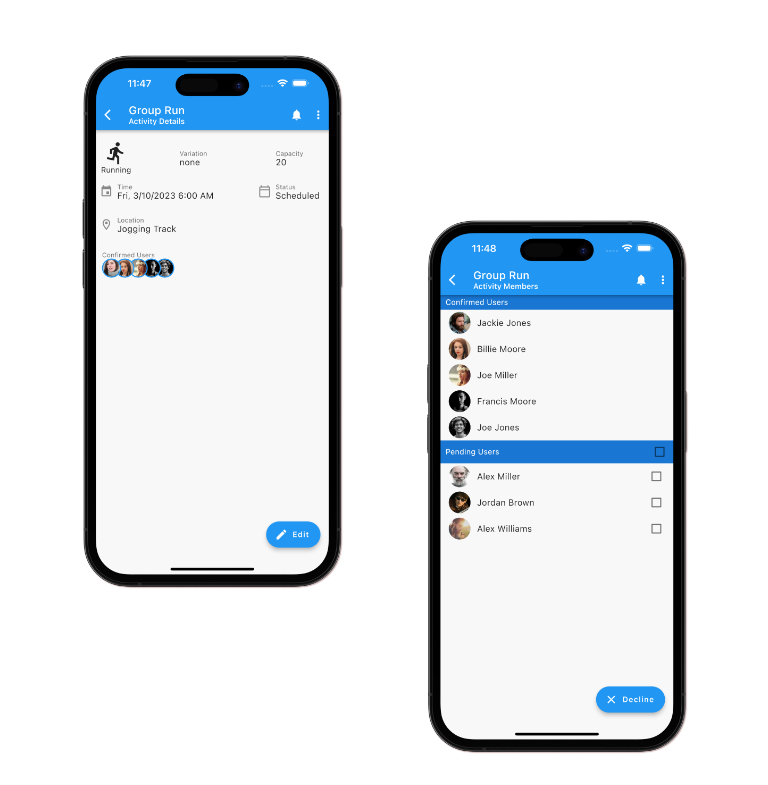 11:47
Group Run
Activity Details
Running
Variation
none
Capacity
20
Time
Fri, 3/10/2023 6:00 AM
Status
Scheduled
Location
Jogging Track
Confirmed Users
Edit
11:48
Group Run
Activity Members
Confirmed Users
Jackie Jones
Billie Moore
Joe Miller
Francis Moore
Joe Jones
Pending Users
Alex Miller
Jordan Brown
Alex Williams
Decline